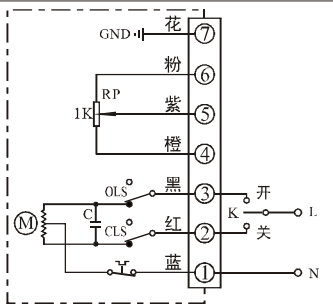 花
GND ⑦
粉
⑥
RP
1K 紫
⑤
橙
④
OLS 黑 ③ 开
K L
C
M
CLS 红 ② 关
蓝
① N